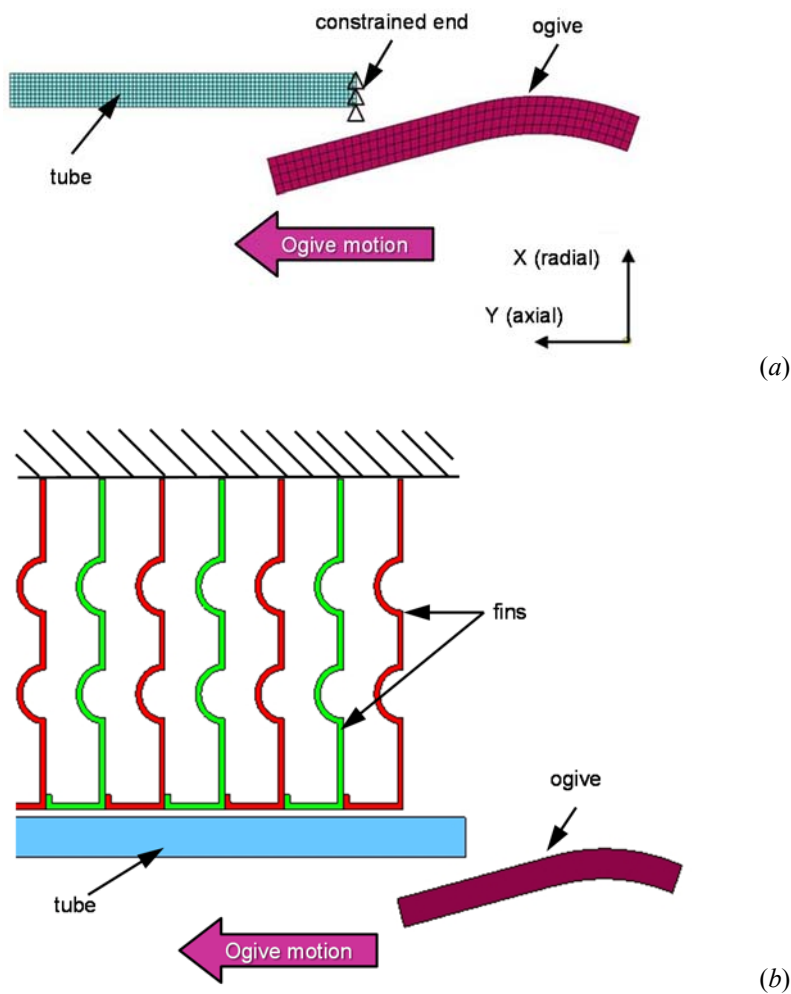 constrained end
ogive
tube
Ogive motion
X (radial)
Y (axial)
(a)
fins
ogive
tube
Ogive motion
(b)